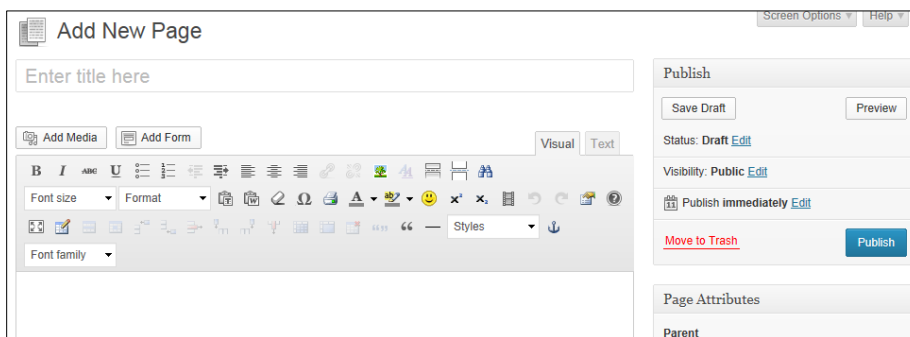 Screen Options Help
Add New Page
Enter title here
Add Media Add Form
Visual Text
B I ABC U
Font size Format
Styles
Font family
Publish
Save Draft Preview
Status: Draft Edit
Visibility: Public Edit
Publish immediately Edit
Move to Trash Publish
Page Attributes
Parent